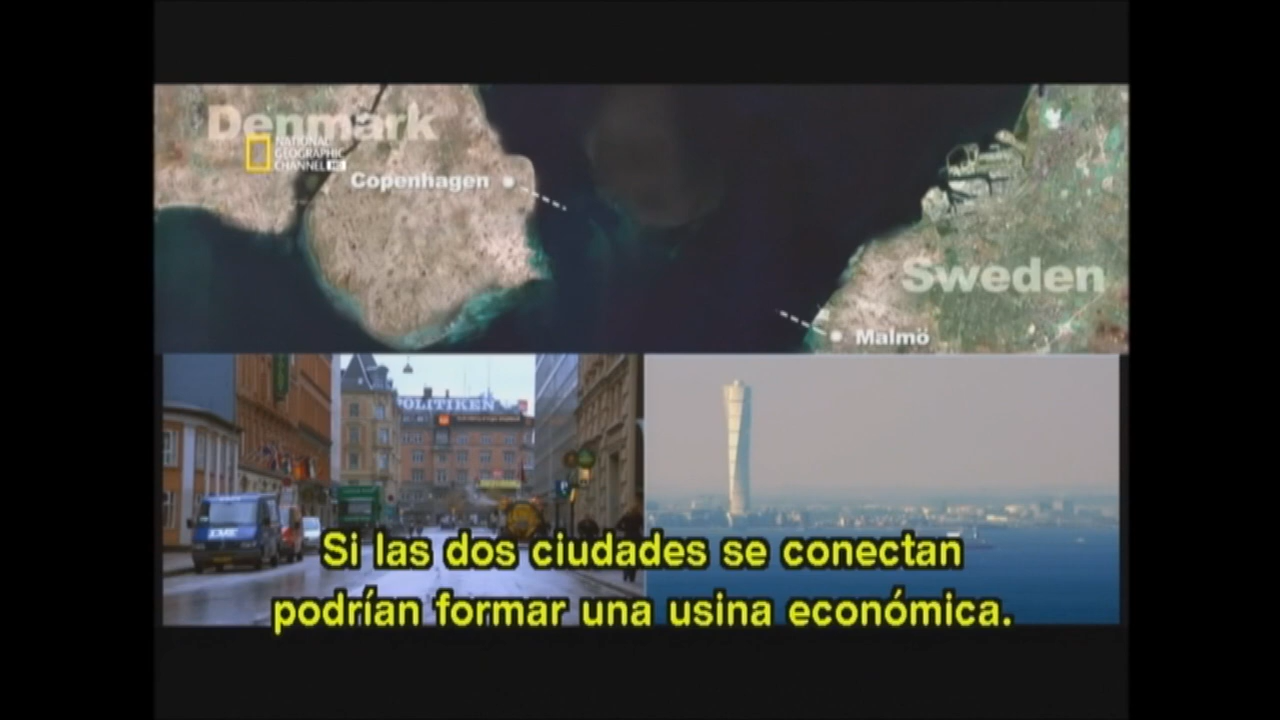 Denmark
NATIONAL
GEOGRAPHIC
CHANNEL HD
Copenhagen
Sweden
Malmö
POLITIKEN
Si las dos ciudades se conectan
podrían formar una usina económica.